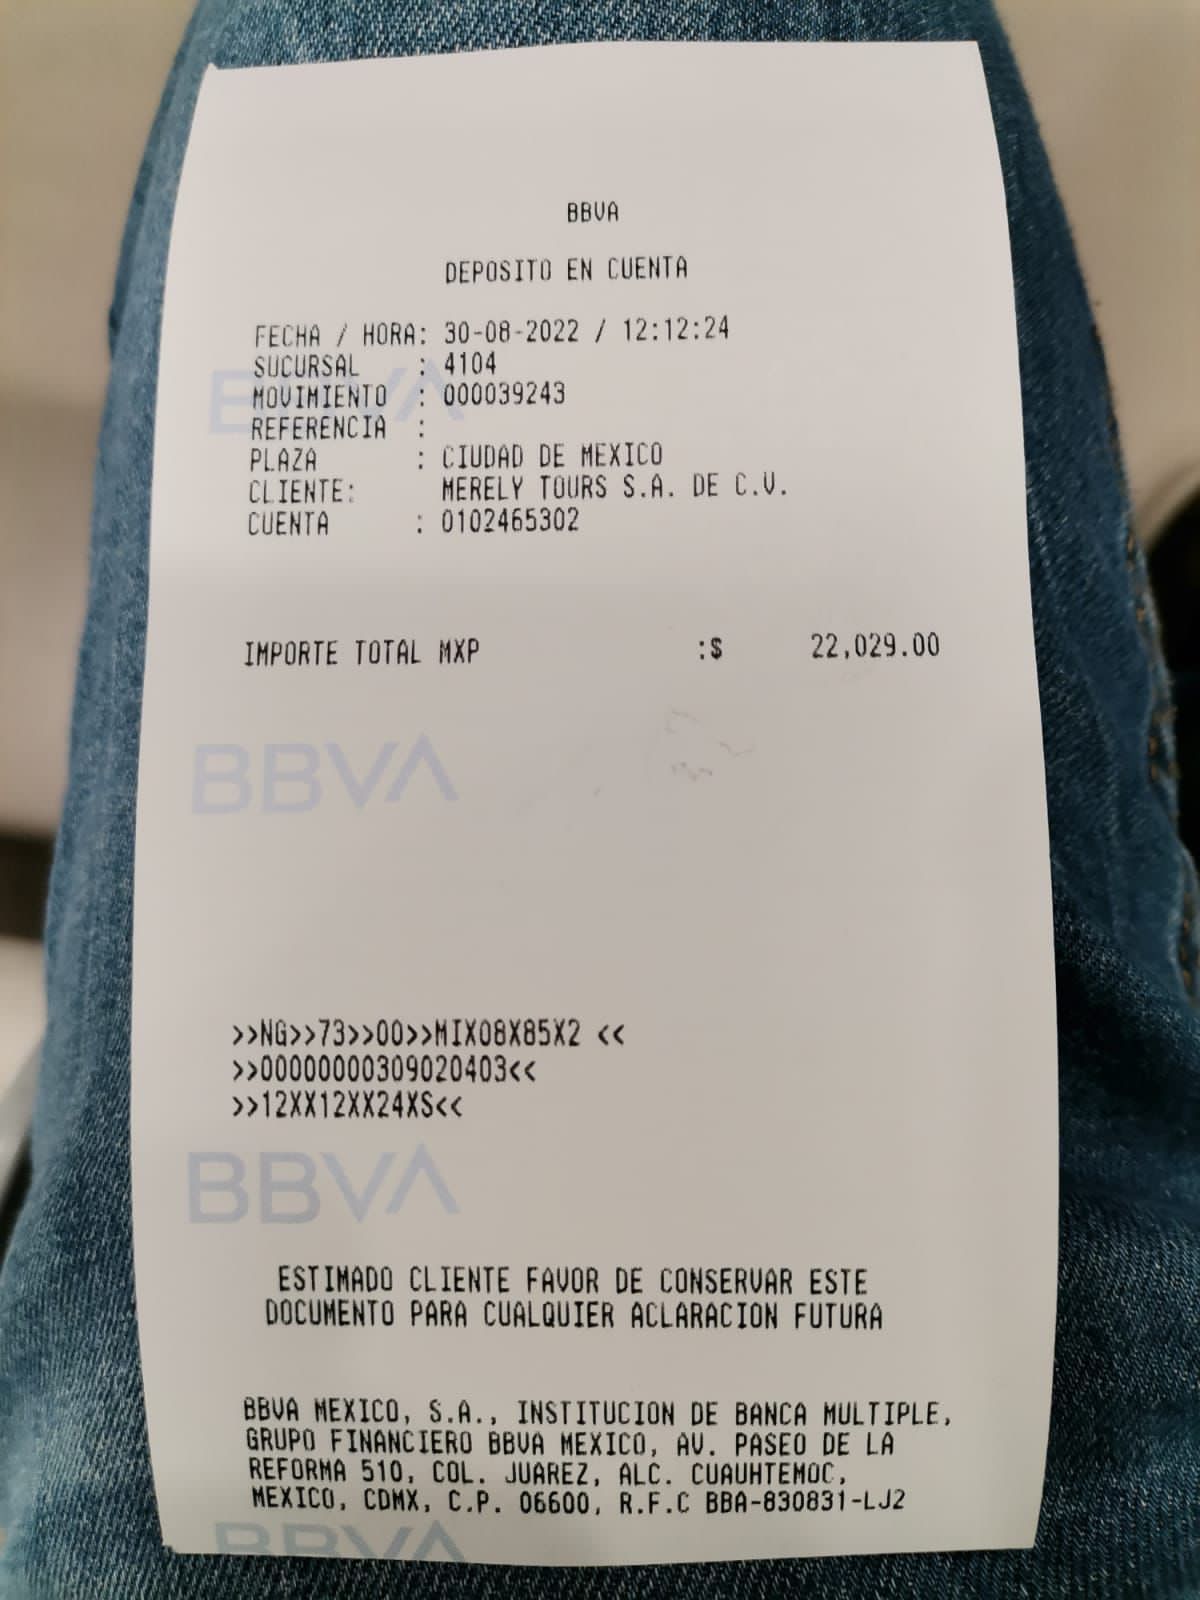 BBVA
DEPOSITO EN CUENTA
FECHA / HORA: 30-08-2022 / 12:12:24
SUCURSAL : 4104
MOVIMIENTO : 000039243
REFERENCIA :
PLAZA : CIUDAD DE MEXICO
CLIENTE: MERELY TOURS S.A. DE C.V.
CUENTA : 0102465302
IMPORTE TOTAL MXP :$ 22,029.00
BBVA
>>NG>>73>>00>>MIX08X85X2 <<
>>00000000309020403<<
>>12XX12XX24XS<<
BBVA
ESTIMADO CLIENTE FAVOR DE CONSERVAR ESTE
DOCUMENTO PARA CUALQUIER ACLARACION FUTURA
BBVA MEXICO, S.A., INSTITUCION DE BANCA MULTIPLE,
GRUPO FINANCIERO BBVA MEXICO, AV. PASEO DE LA
REFORMA 510, COL. JUAREZ, ALC. CUAUHTEMOC,
MEXICO, CDMX, C.P. 06600, R.F.C BBA-830831-LJ2
BBVA